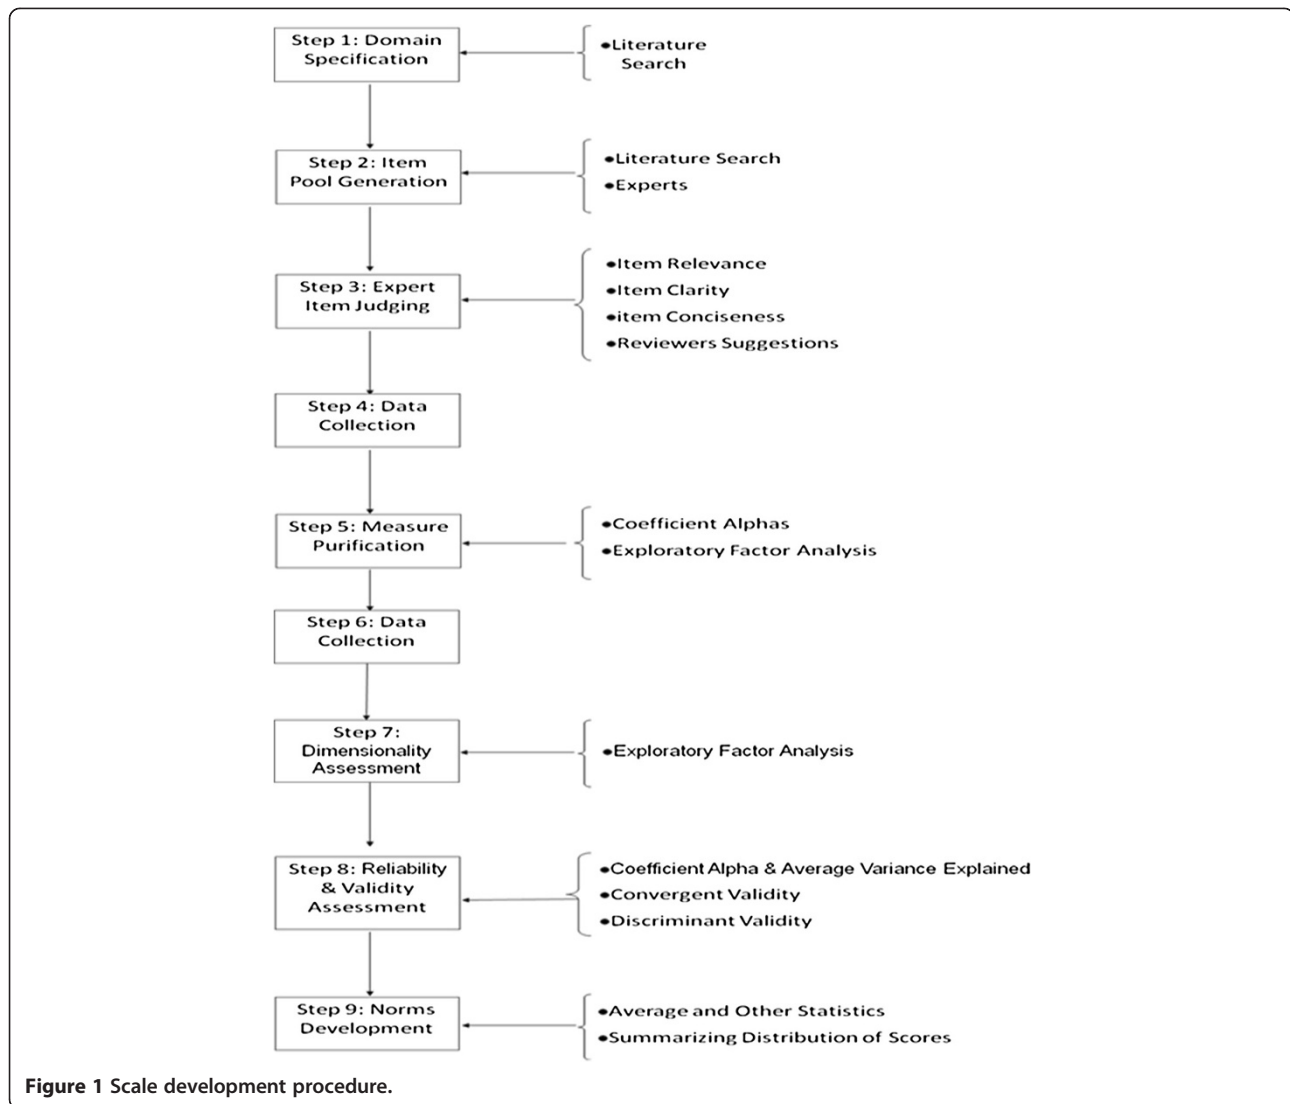 Step 1: Domain
Specification
●Literature
Search
Step 2: Item
Pool Generation
●Literature Search
●Experts
Step 3: Expert
Item Judging
●Item Relevance
●Item Clarity
●item Conciseness
●Reviewers Suggestions
Step 4: Data
Collection
Step 5: Measure
Purification
●Coefficient Alphas
●Exploratory Factor Analysis
Step 6: Data
Collection
Step 7:
Dimensionality
Assessment
●Exploratory Factor Analysis
Step 8: Reliability
& Validity
Assessment
●Coefficient Alpha & Average Variance Explained
●Convergent Validity
●Discriminant Validity
Step 9: Norms
Development
●Average and Other Statistics
●Summarizing Distribution of Scores
Figure 1 Scale development procedure.